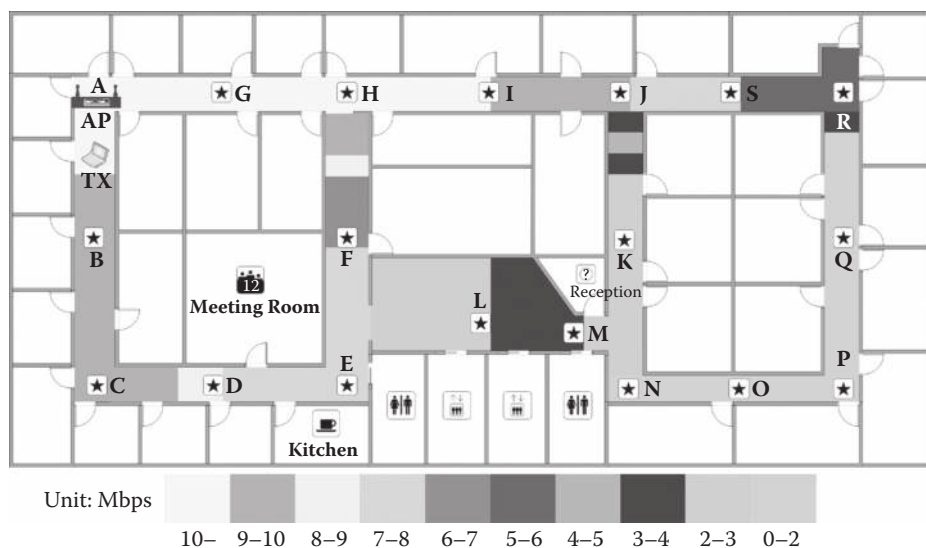 A
G
H
I
J
S
AP
R
TX
B
F
K
Q
12
Meeting Room
?
Reception
L
M
C
D
E
N
O
P
Kitchen
Unit: Mbps
10– 9–10 8–9 7–8 6–7 5–6 4–5 3–4 2–3 0–2